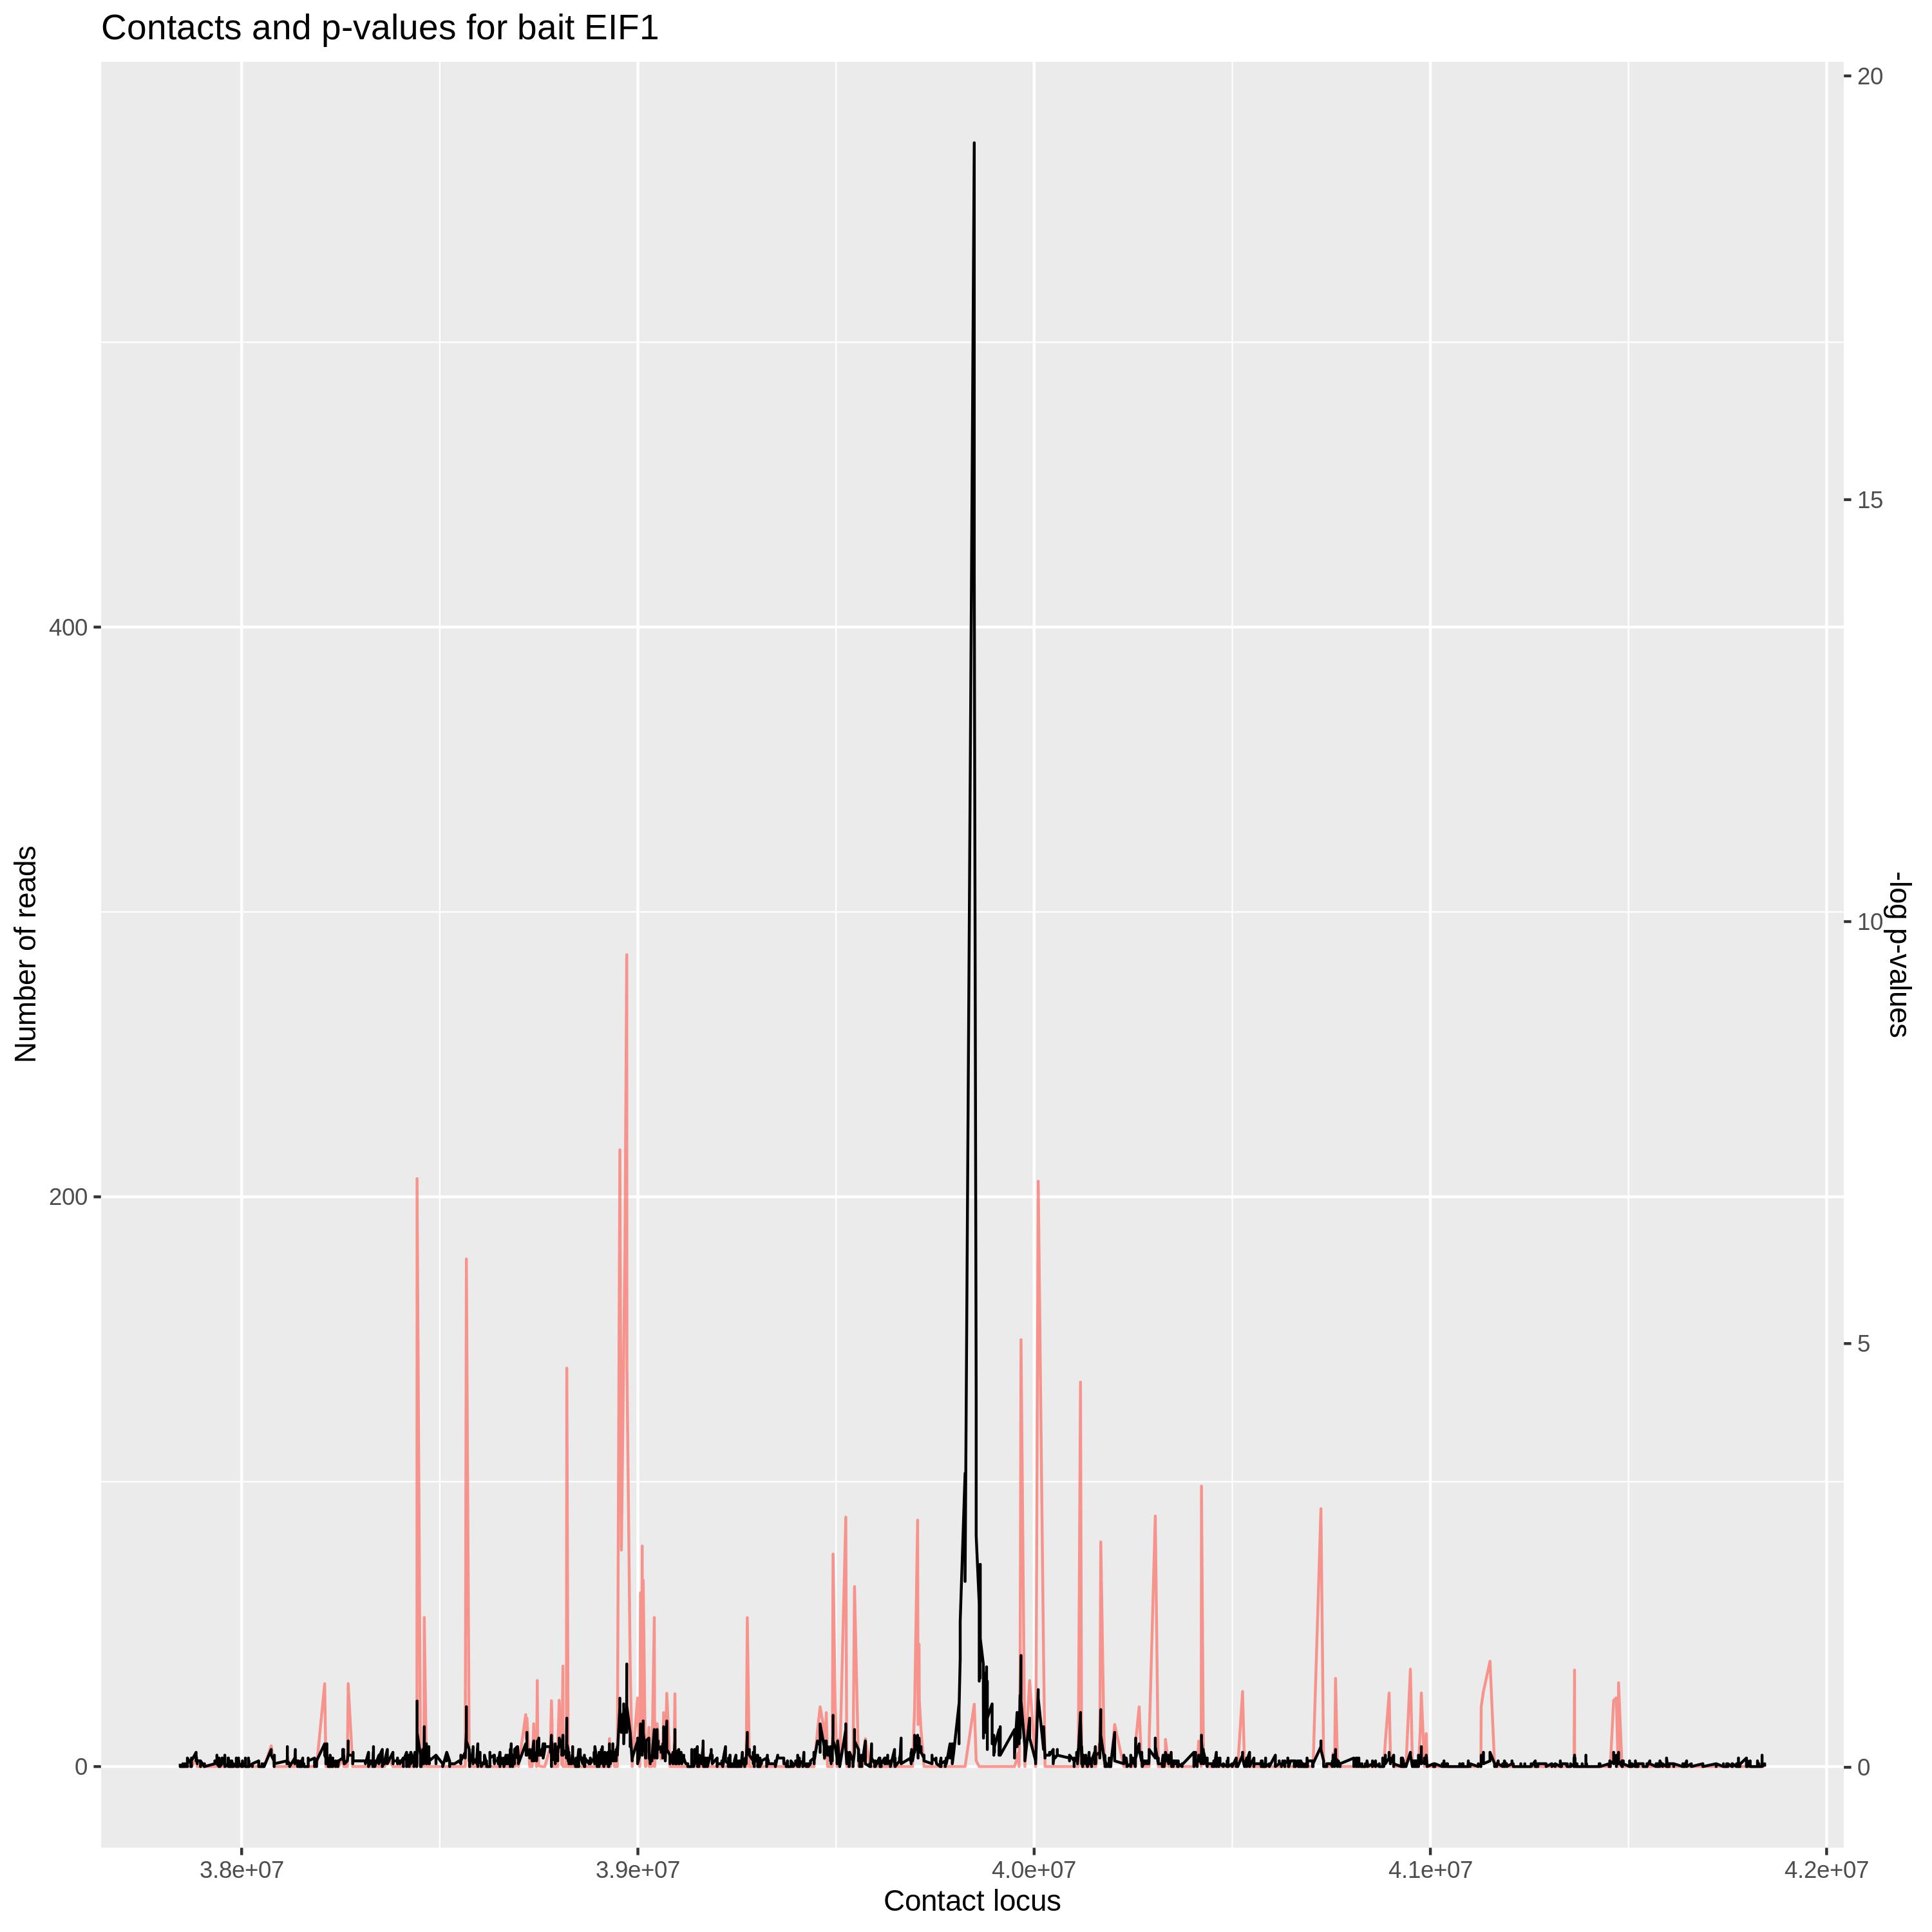 Contacts and p-values for bait EIF1
20
15
400
Number of reads
-log p-values
10
200
5
0
0
3.8e+07
3.9e+07
4.0e+07
4.1e+07
4.2e+07
Contact locus